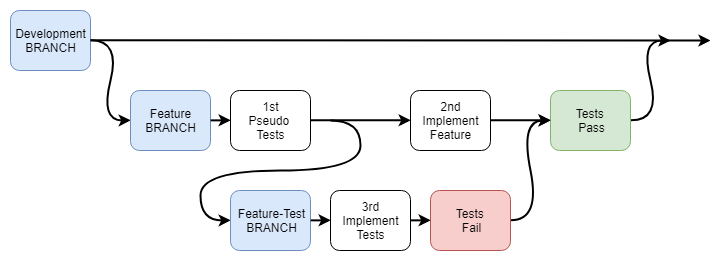 Development
BRANCH
Feature
BRANCH
1st
Pseudo
Tests
2nd
Implement
Feature
Tests
Pass
Feature-Test
BRANCH
3rd
Implement
Tests
Tests
Fail